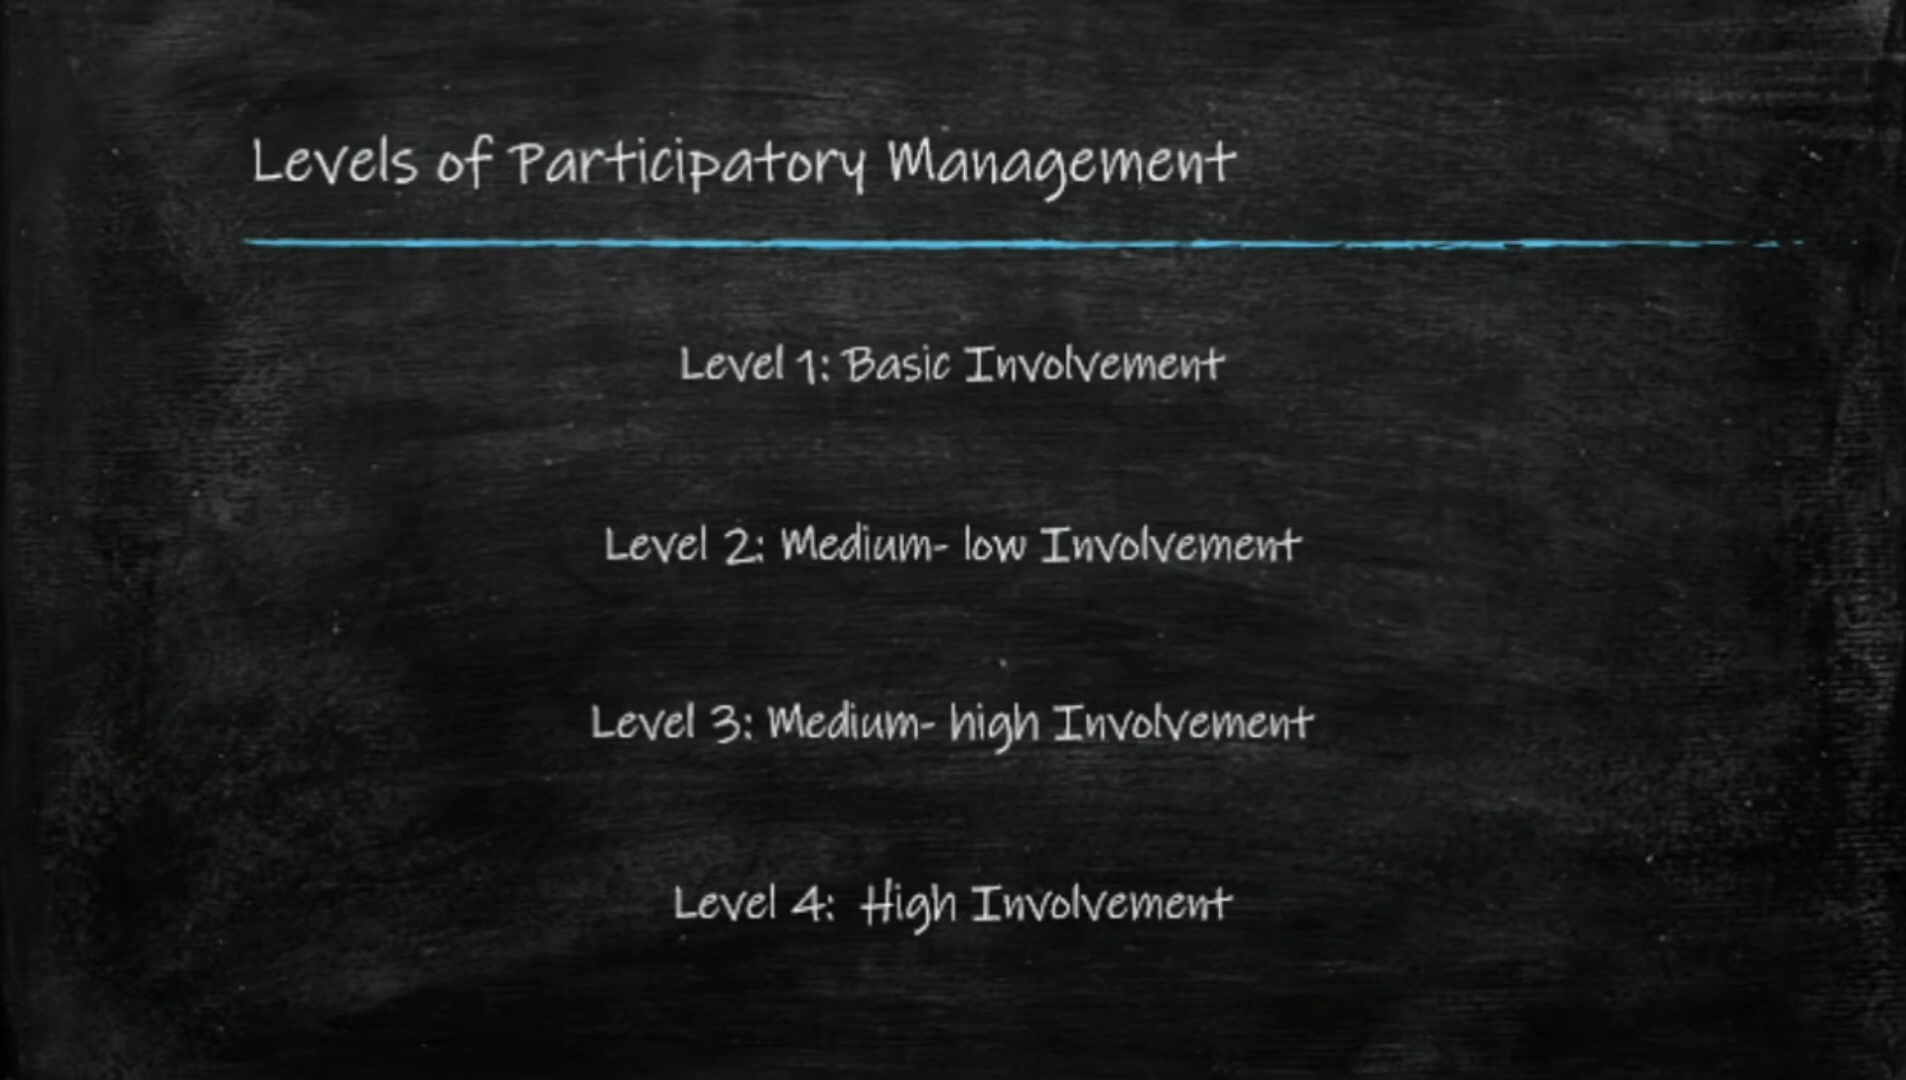 Levels of Participatory Management
Level 1: Basic Involvement
Level 2: Medium- low Involvement
Level 3: Medium- high Involvement
Level 4: High Involvement